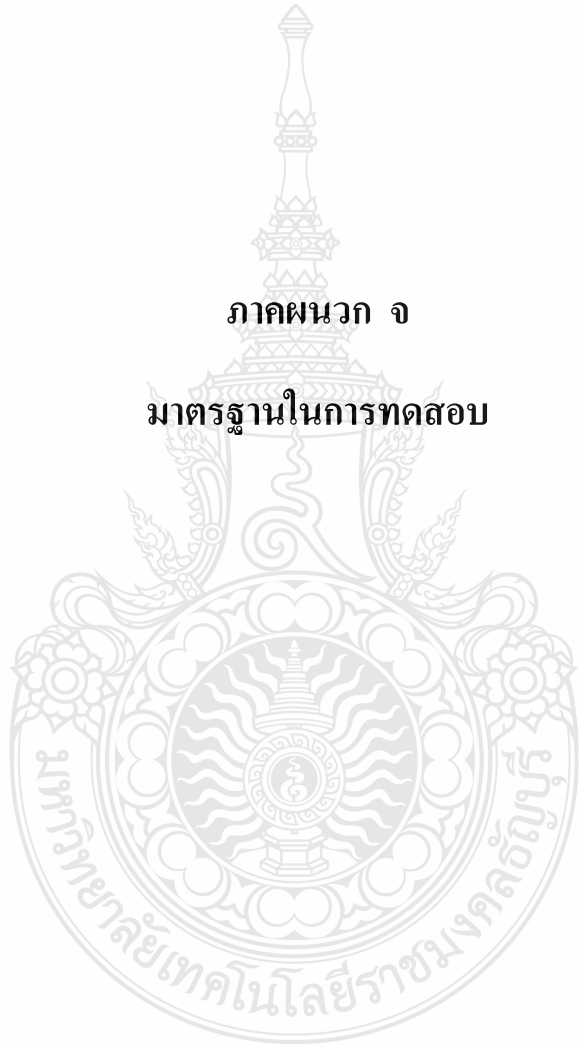 ภาคผนวก จ
มาตรฐานในการทดสอบ
มหาวิทยาลัยเทคโนโลยีราชมงคลธัญบุรี